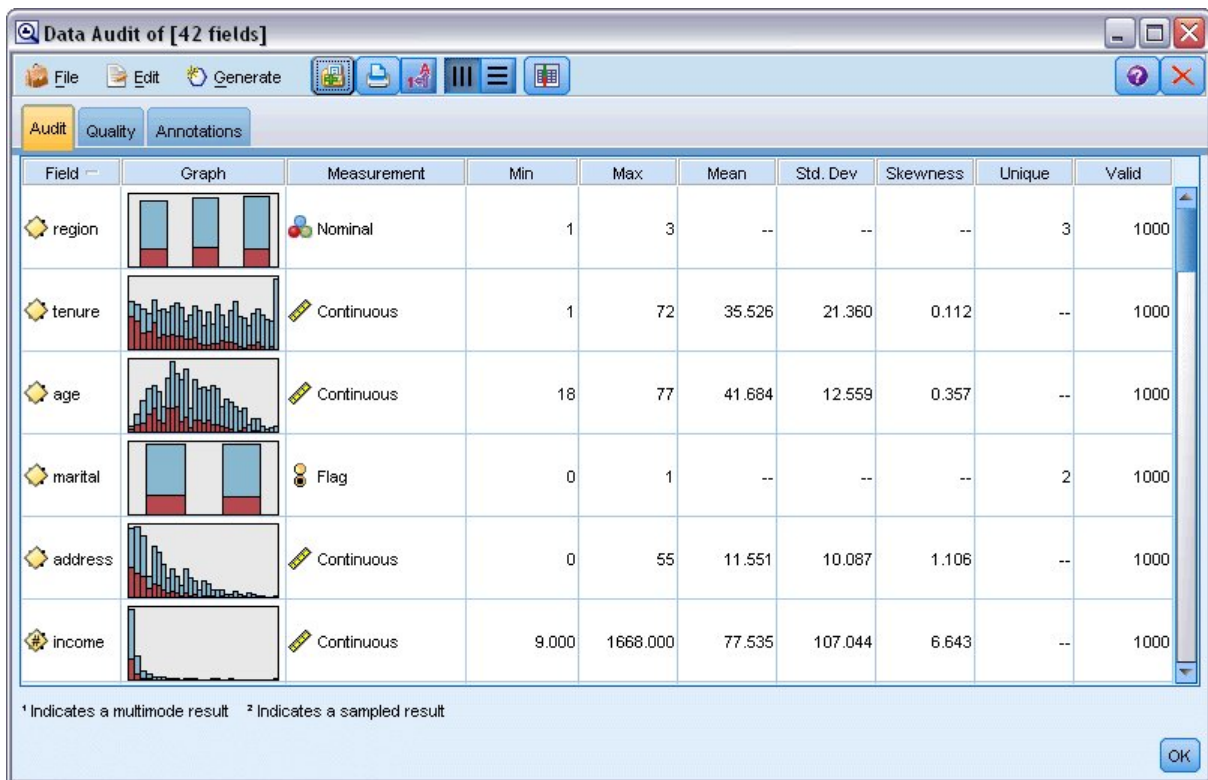 Data Audit of [42 fields]
File Edit Generate
Audit Quality Annotations
Field Graph Measurement Min Max Mean Std. Dev Skewness Unique Valid
region Nominal 1 3 -- -- -- 3 1000
tenure Continuous 1 72 35.526 21.360 0.112 -- 1000
age Continuous 18 77 41.684 12.559 0.357 -- 1000
marital Flag 0 1 -- -- -- 2 1000
address Continuous 0 55 11.551 10.087 1.106 -- 1000
income Continuous 9.000 1668.000 77.535 107.044 6.643 -- 1000
¹ Indicates a multimode result ² Indicates a sampled result
OK